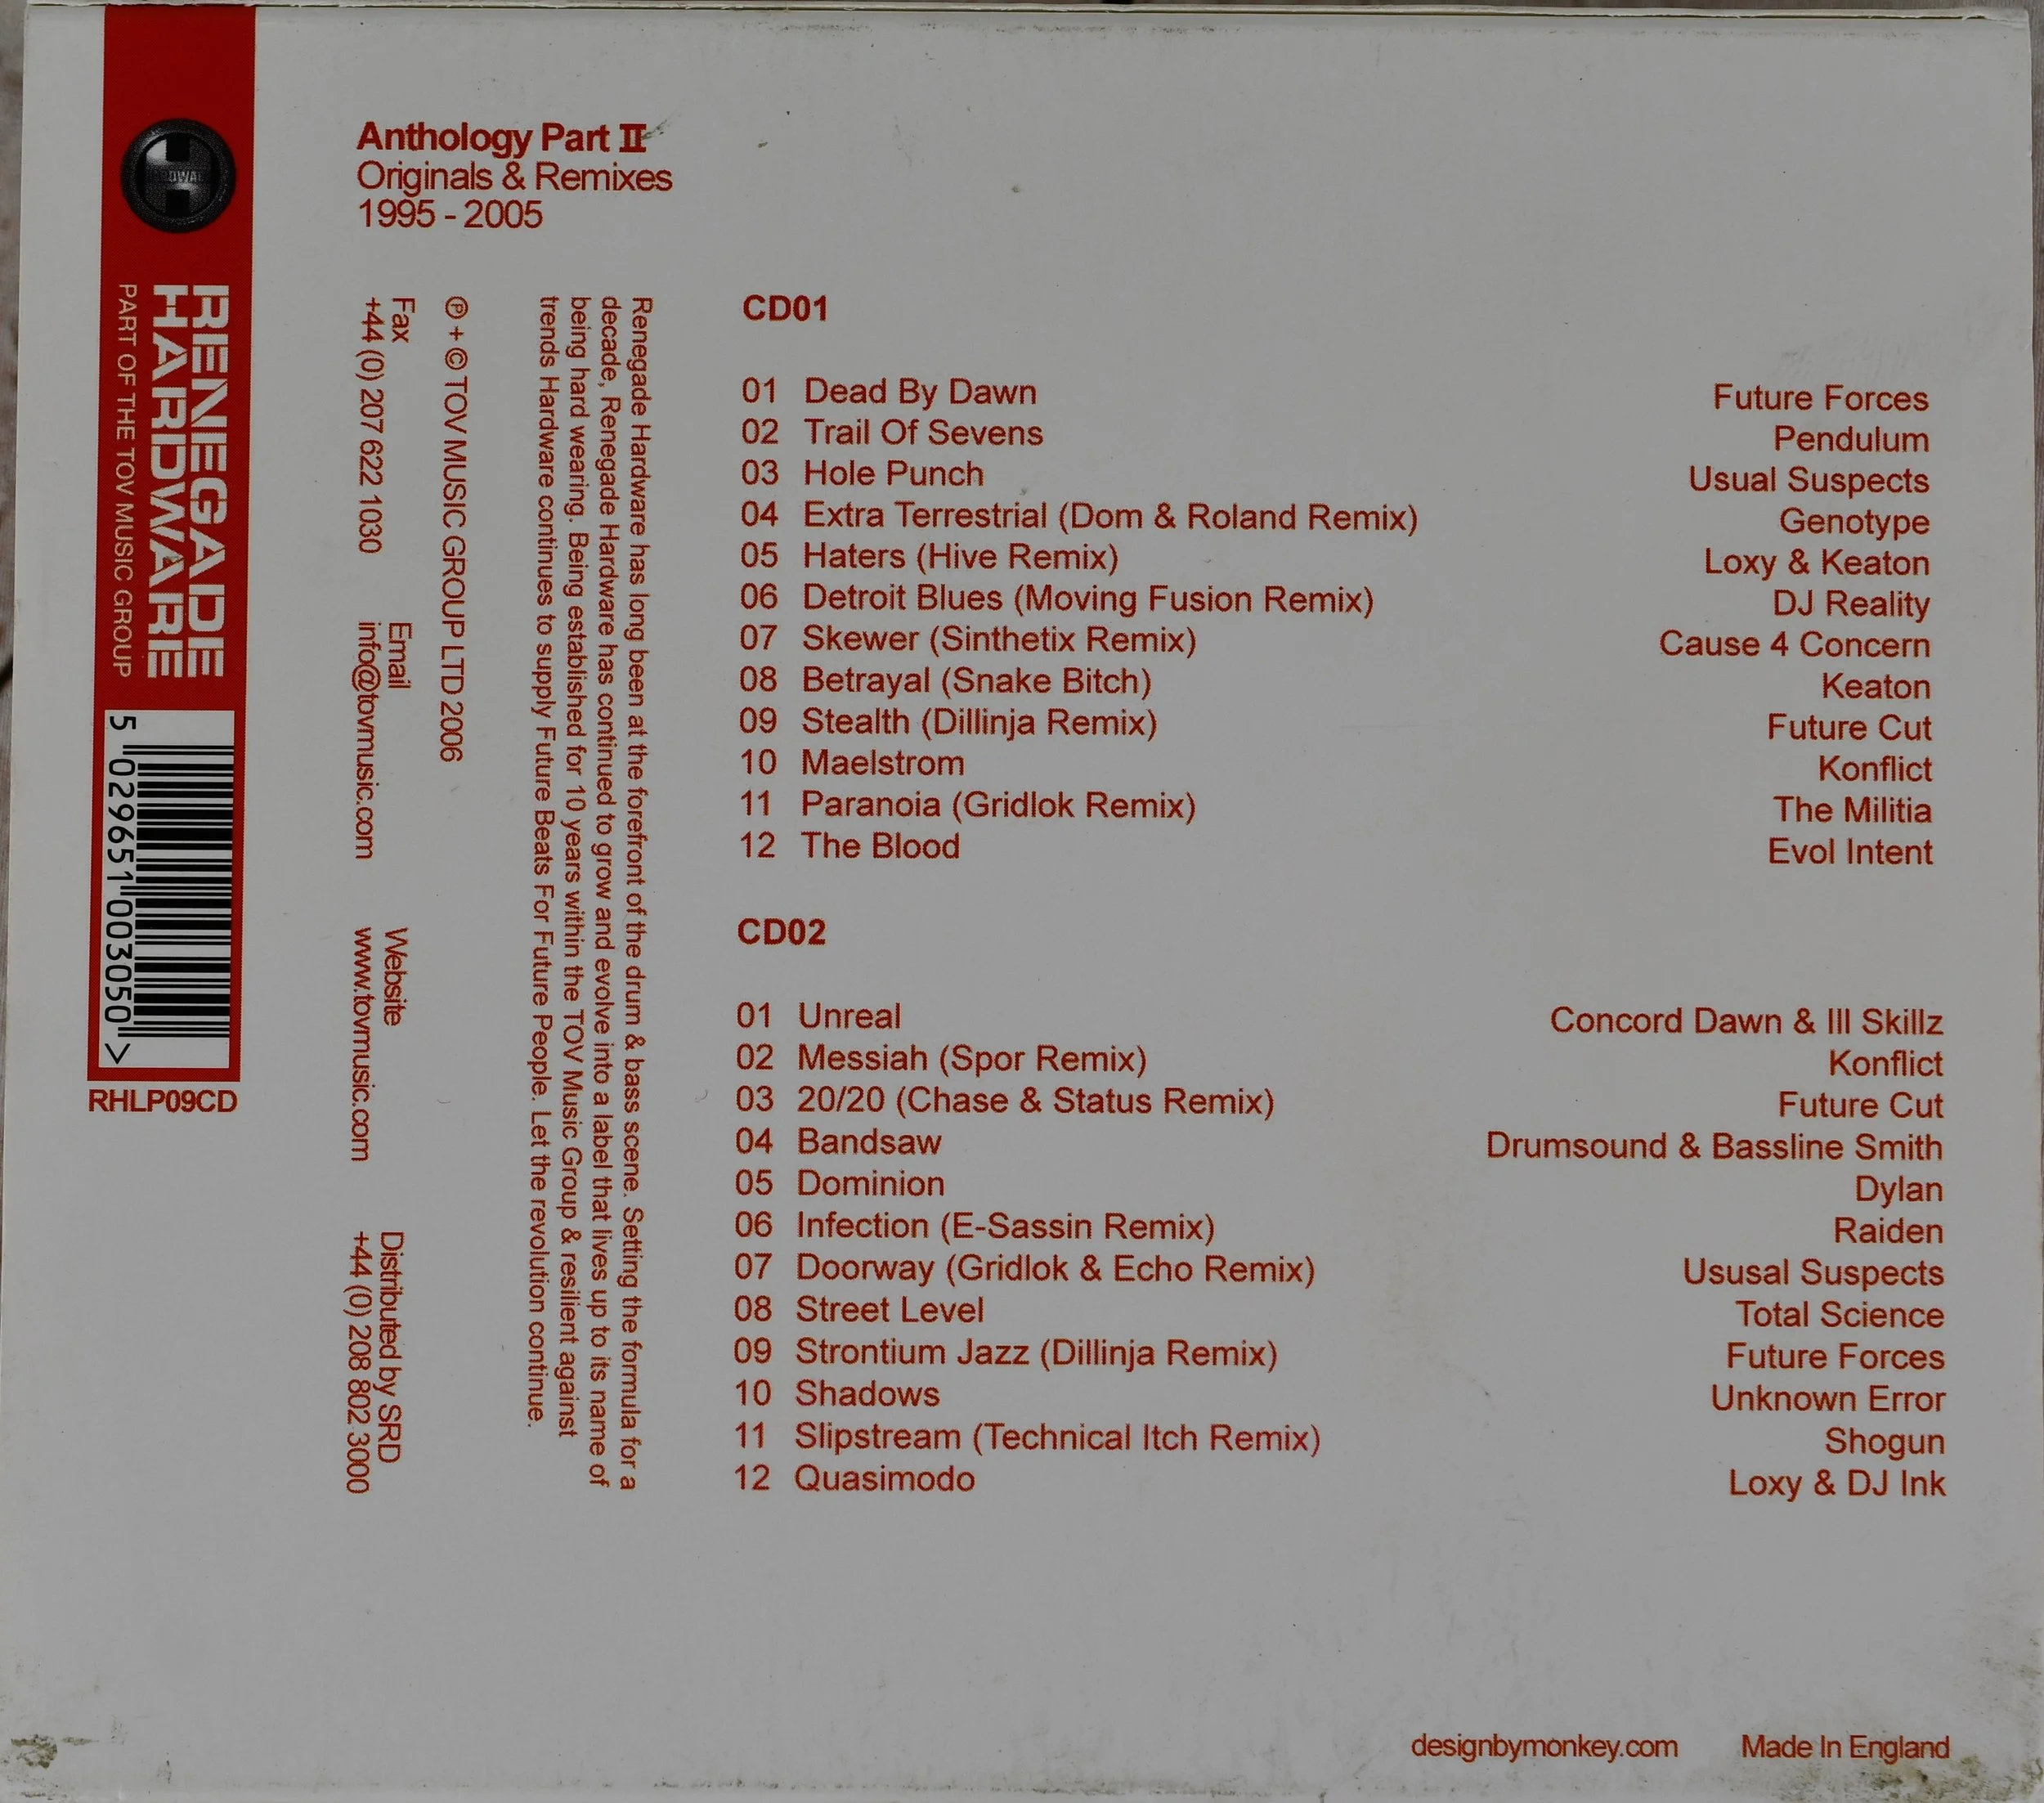 Anthology Part II
Originals & Remixes
1995 - 2005
RENEGADE
HARDWARE
PART OF THE TOV MUSIC GROUP
5 029651 003050 >
RHLP09CD
Renegade Hardware has long been at the forefront of the drum & bass scene. Setting the formula for a
decade, Renegade Hardware has continued to grow and evolve into a label that lives up to its name of
being hard wearing. Being established for 10 years within the TOV Music Group & resilient against
trends Hardware continues to supply Future Beats For Future People. Let the revolution continue.
℗ + © TOV MUSIC GROUP LTD 2006
Fax
+44 (0) 207 622 1030
Email
info@tovmusic.com
Website
www.tovmusic.com
Distributed by SRD
+44 (0) 208 802 3000
CD01
01 Dead By Dawn Future Forces
02 Trail Of Sevens Pendulum
03 Hole Punch Usual Suspects
04 Extra Terrestrial (Dom & Roland Remix) Genotype
05 Haters (Hive Remix) Loxy & Keaton
06 Detroit Blues (Moving Fusion Remix) DJ Reality
07 Skewer (Sinthetix Remix) Cause 4 Concern
08 Betrayal (Snake Bitch) Keaton
09 Stealth (Dillinja Remix) Future Cut
10 Maelstrom Konflict
11 Paranoia (Gridlok Remix) The Militia
12 The Blood Evol Intent
CD02
01 Unreal Concord Dawn & Ill Skillz
02 Messiah (Spor Remix) Konflict
03 20/20 (Chase & Status Remix) Future Cut
04 Bandsaw Drumsound & Bassline Smith
05 Dominion Dylan
06 Infection (E-Sassin Remix) Raiden
07 Doorway (Gridlok & Echo Remix) Ususal Suspects
08 Street Level Total Science
09 Strontium Jazz (Dillinja Remix) Future Forces
10 Shadows Unknown Error
11 Slipstream (Technical Itch Remix) Shogun
12 Quasimodo Loxy & DJ Ink
designbymonkey.com Made In England